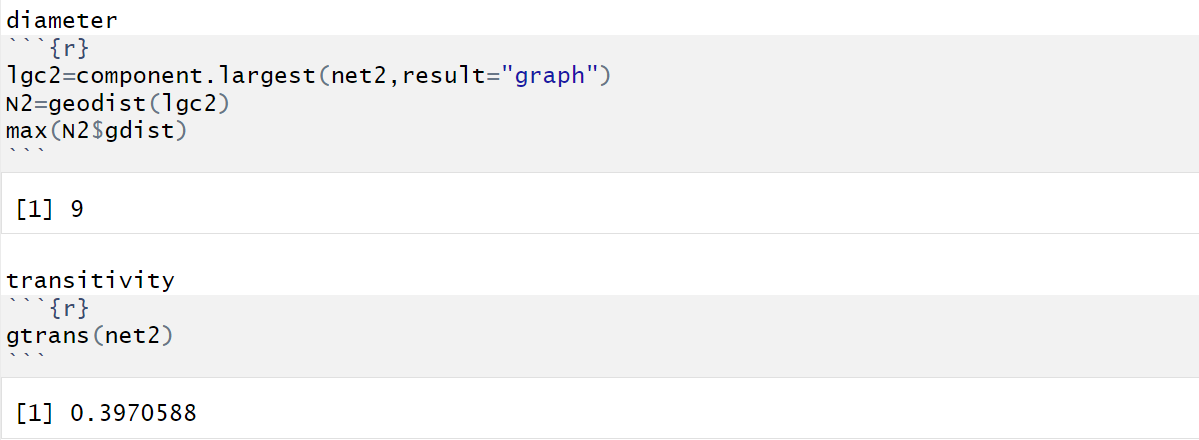 diameter
```{r}
lgc2=component.largest(net2,result="graph")
N2=geodist(lgc2)
max(N2$gdist)
```
[1] 9
transitivity
```{r}
gtrans(net2)
```
[1] 0.3970588